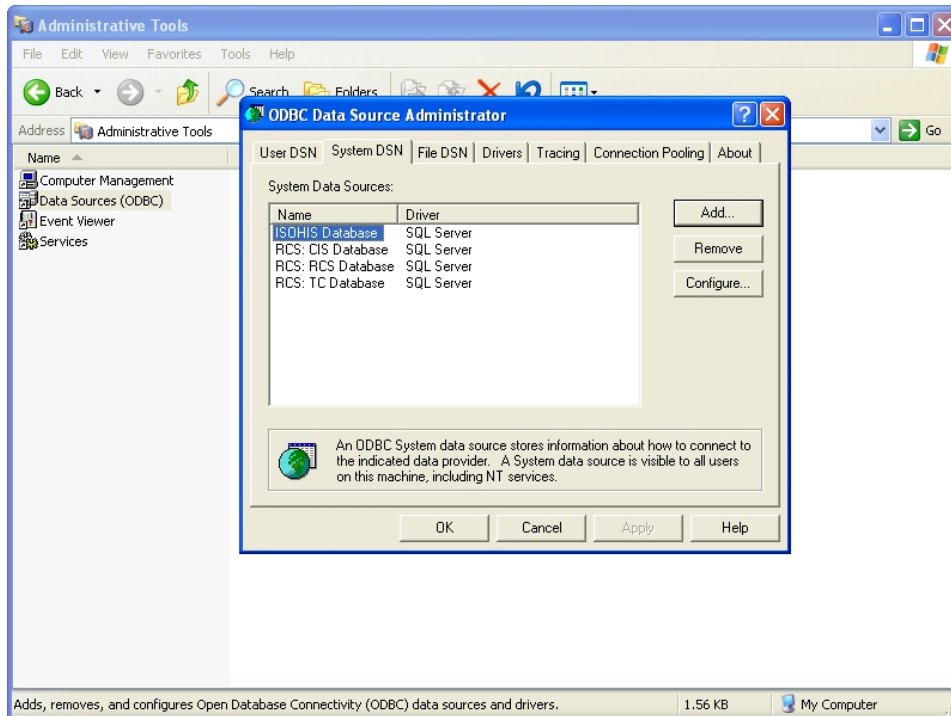 Administrative Tools
File Edit View Favorites Tools Help
Back Search Folders
Address Administrative Tools Go
Name
Computer Management
Data Sources (ODBC)
Event Viewer
Services
ODBC Data Source Administrator
User DSN System DSN File DSN Drivers Tracing Connection Pooling About
System Data Sources:
Name Driver
ISOHIS Database SQL Server
RCS: CIS Database SQL Server
RCS: RCS Database SQL Server
RCS: TC Database SQL Server
Add...
Remove
Configure...
An ODBC System data source stores information about how to connect to
the indicated data provider. A System data source is visible to all users
on this machine, including NT services.
OK Cancel Apply Help
Adds, removes, and configures Open Database Connectivity (ODBC) data sources and drivers. 1.56 KB My Computer